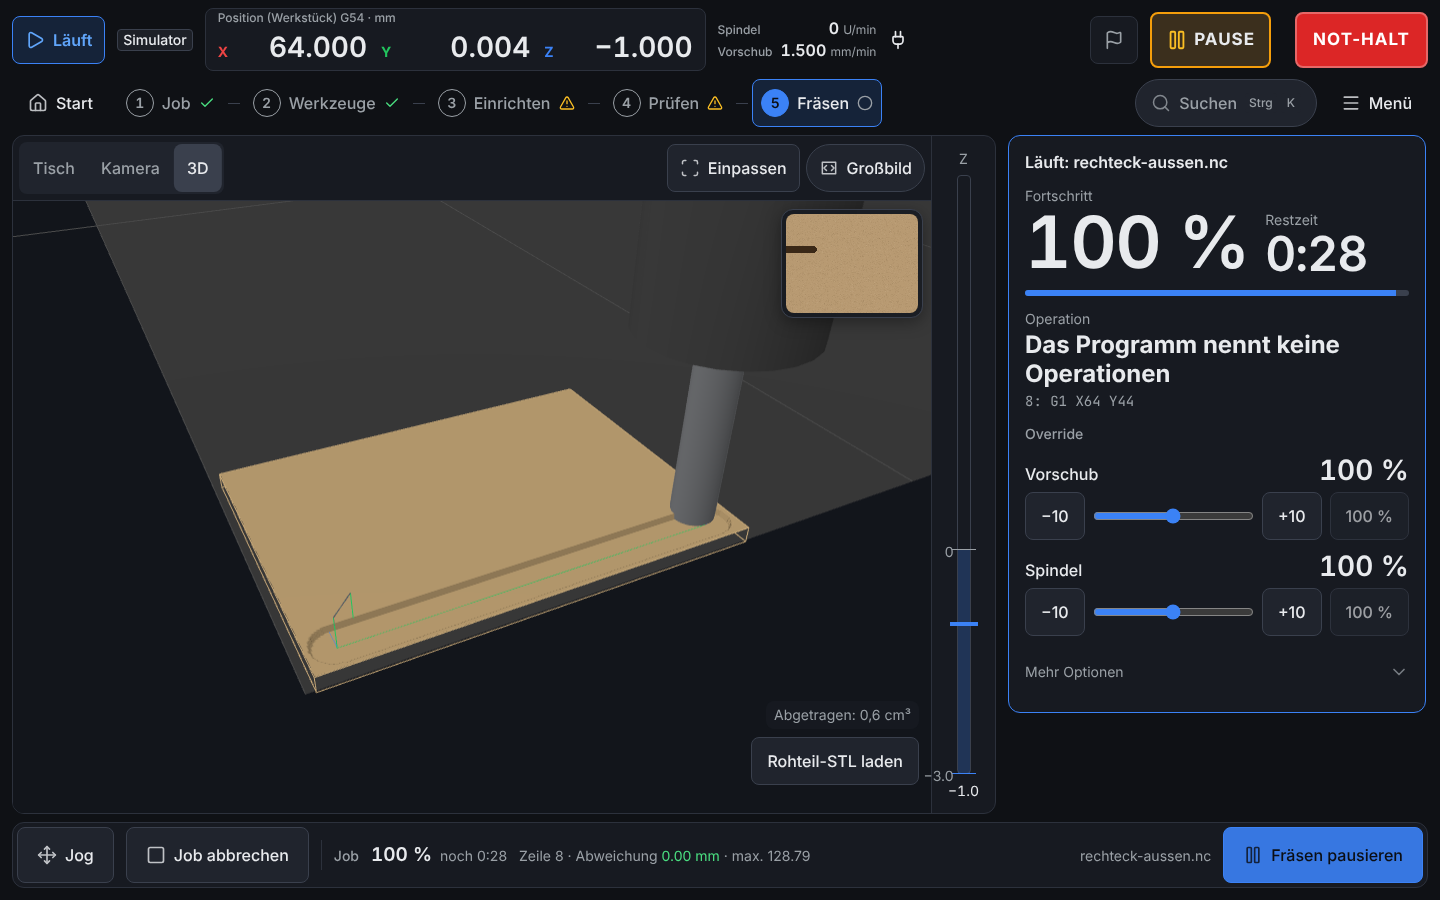 Läuft
Simulator
Position (Werkstück) G54 · mm
X 64.000 Y 0.004 Z −1.000
Spindel 0 U/min
Vorschub 1.500 mm/min
PAUSE
NOT-HALT
Start
1 Job
2 Werkzeuge
3 Einrichten
4 Prüfen
5 Fräsen
Suchen Strg K
Menü
Tisch
Kamera
3D
Einpassen
Großbild
Z
0
−3.0
−1.0
Abgetragen: 0,6 cm³
Rohteil-STL laden
Läuft: rechteck-aussen.nc
Fortschritt
100 %
Restzeit
0:28
Operation
Das Programm nennt keine
Operationen
8: G1 X64 Y44
Override
Vorschub 100 %
−10
+10
100 %
Spindel 100 %
−10
+10
100 %
Mehr Optionen
Jog
Job abbrechen
Job 100 % noch 0:28 Zeile 8 · Abweichung 0.00 mm · max. 128.79
rechteck-aussen.nc
Fräsen pausieren